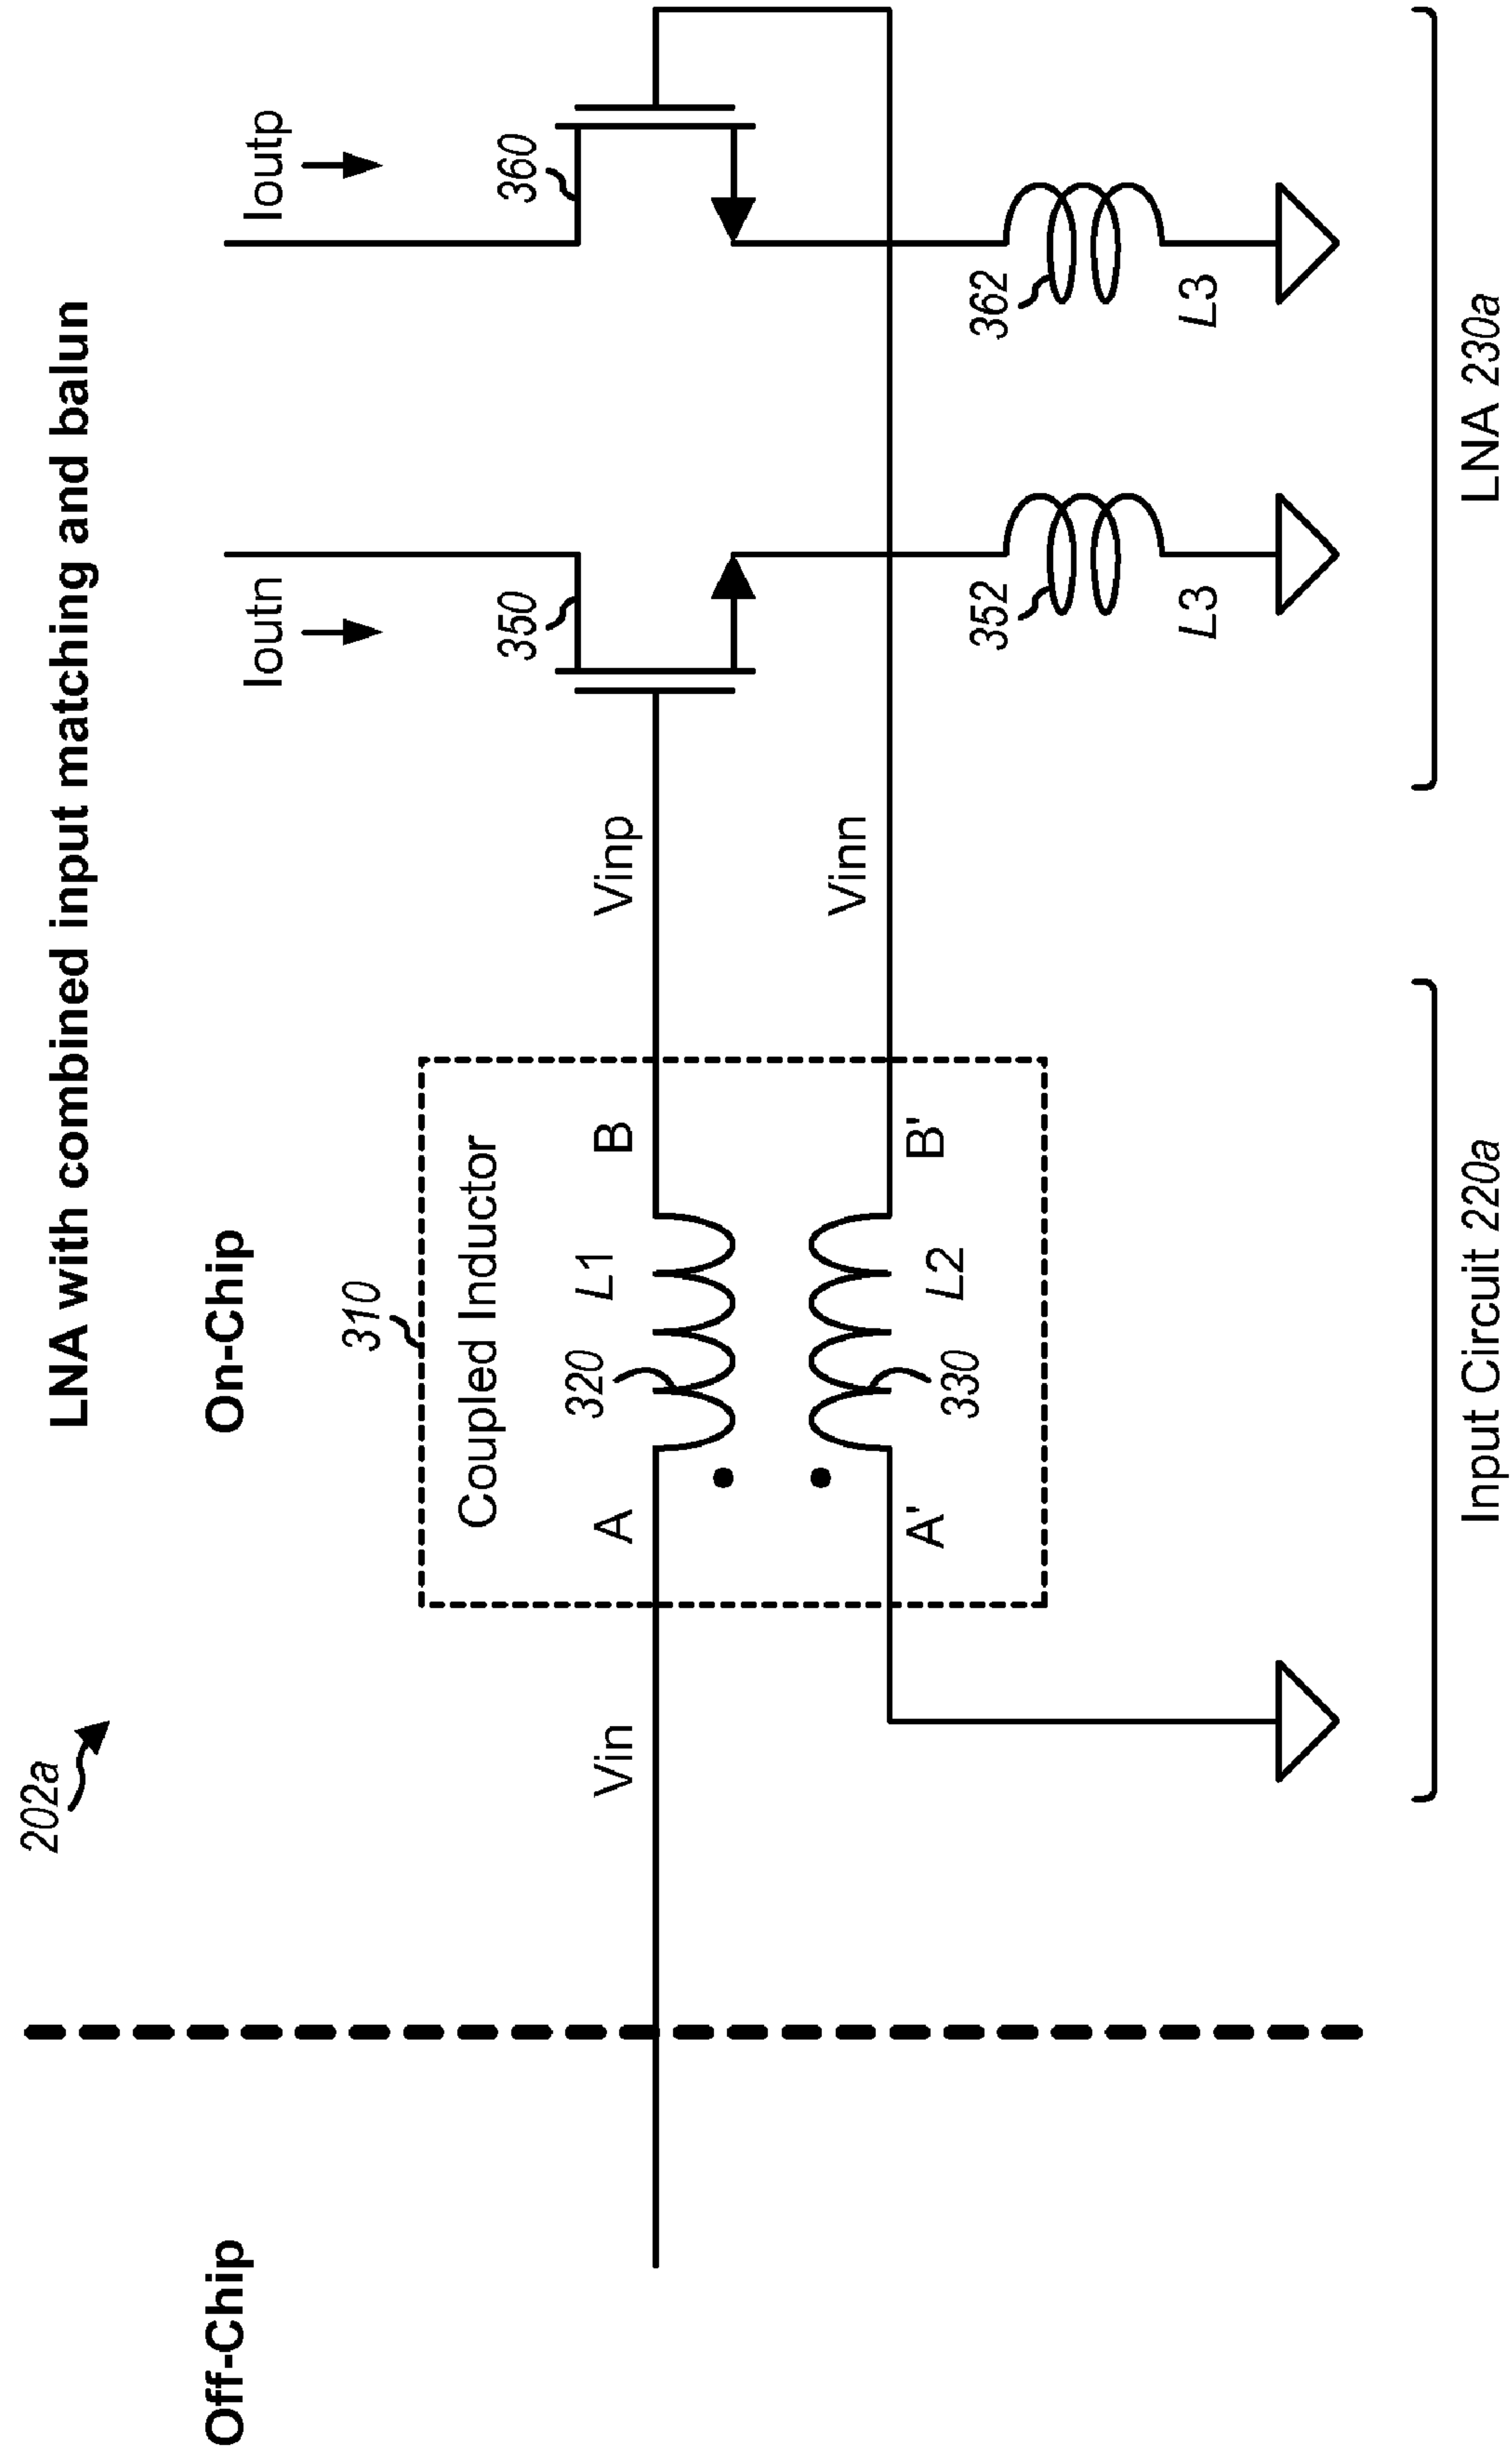 202a
LNA with combined input matching and balun
Off-Chip
On-Chip
Ioutn
Ioutp
310
Coupled Inductor
350
360
Vin
A
320
L1
B
Vinp
Vinn
A'
330
L2
B'
352
362
L3
L3
Input Circuit 220a
LNA 230a